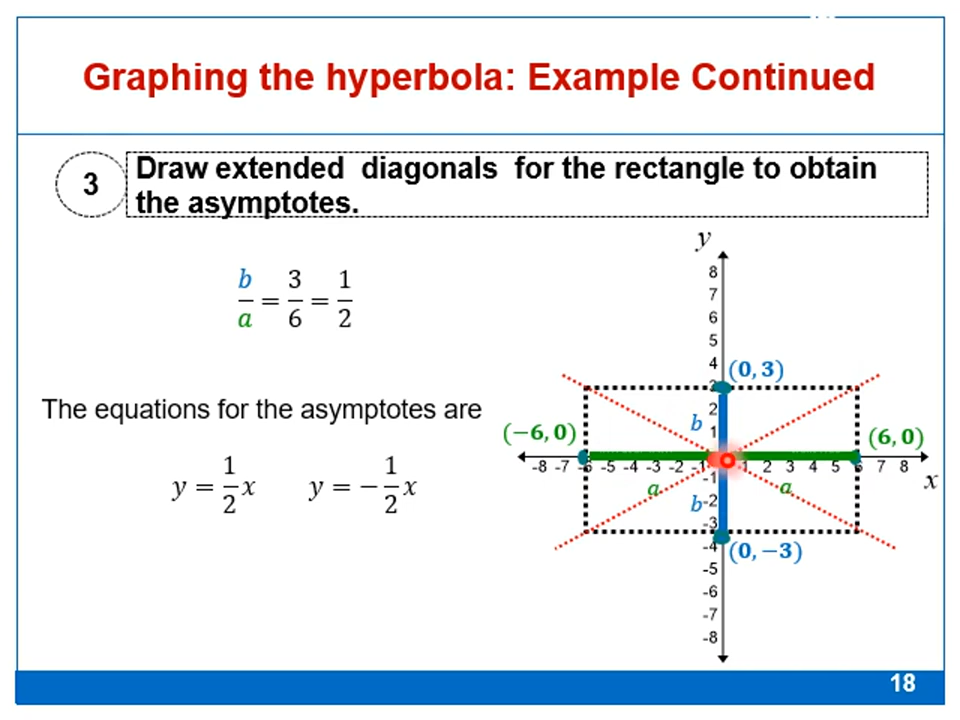 Graphing the hyperbola: Example Continued
3
Draw extended diagonals for the rectangle to obtain
the asymptotes.
b/a = 3/6 = 1/2
The equations for the asymptotes are
y = 1/2 x    y = −1/2 x
y
8
7
6
5
4
3
2
1
(0, 3)
b
(−6, 0)
(6, 0)
-8 -7 -6 -5 -4 -3 -2 -1 1 2 3 4 5 6 7 8
x
a
a
b
-1
-2
-3
-4
-5
-6
-7
-8
(0, −3)
18